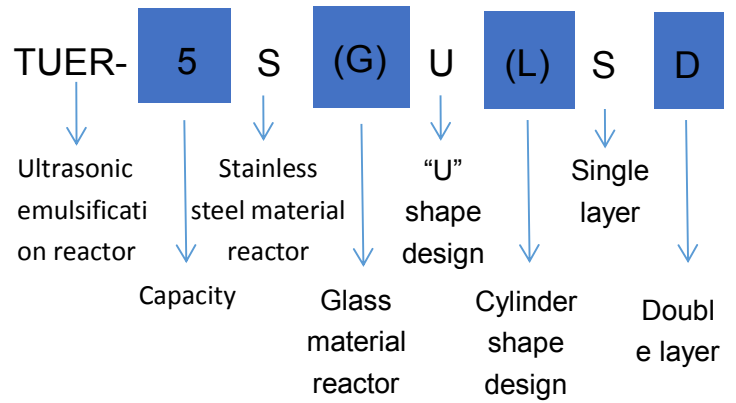 TUER- 5 S (G) U (L) S D
Ultrasonic
emulsificati
on reactor
Stainless
steel material
reactor
“U”
shape
design
Single
layer
Capacity
Glass
material
reactor
Cylinder
shape
design
Doubl
e layer